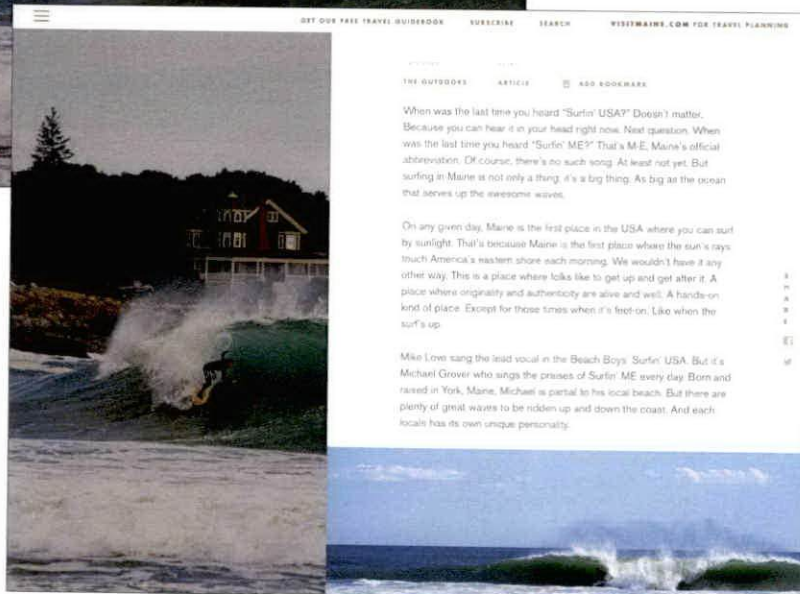 GET OUR FREE TRAVEL GUIDEBOOK SUBSCRIBE SEARCH VISITMAINE.COM FOR TRAVEL PLANNING
THE OUTDOORS ARTICLE ADD BOOKMARK
When was the last time you heard "Surfin' USA?" Doesn't matter.
Because you can hear it in your head right now. Next question. When
was the last time you heard "Surfin' ME?" That's M-E, Maine's official
abbreviation. Of course, there's no such song. At least not yet. But
surfing in Maine is not only a thing, it's a big thing. As big as the ocean
that serves up the awesome waves.
On any given day, Maine is the first place in the USA where you can surf
by sunlight. That's because Maine is the first place where the sun's rays
touch America's eastern shore each morning. We wouldn't have it any
other way. This is a place where folks like to get up and get after it. A
place where originality and authenticity are alive and well. A hands-on
kind of place. Except for those times when it's feet-on. Like when the
surf's up.
Mike Love sang the lead vocal in the Beach Boys' Surfin' USA. But it's
Michael Grover who sings the praises of Surfin' ME every day. Born and
raised in York, Maine, Michael is partial to his local beach. But there are
plenty of great waves to be ridden up and down the coast. And each
locals has its own unique personality.
SHARE